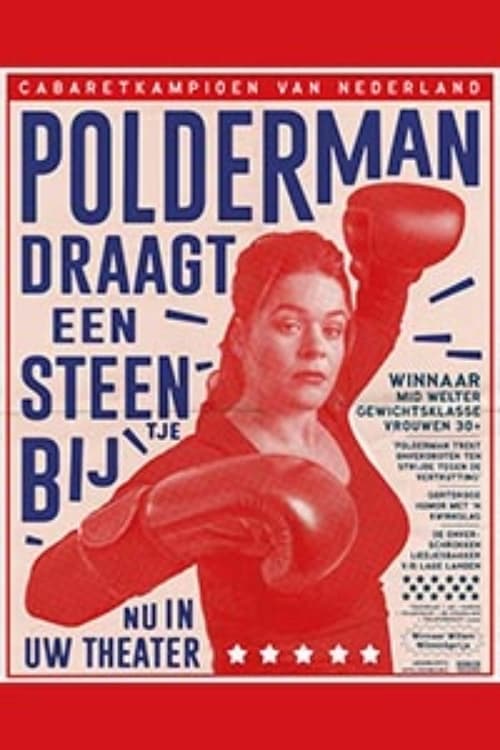 CABARETKAMPIOEN VAN NEDERLAND
POLDERMAN
DRAAGT
EEN
STEEN-
TJE
BIJ
WINNAAR
MID WELTER
GEWICHTSKLASSE
VROUWEN 30+
'POLDERMAN TREKT
ONVERDROTEN TEN
STRIJDE TEGEN DE
VERTRUTTING'
GORTDROGE
HUMOR MET 'N
KWINKSLAG
DE ONVER-
SCHROKKEN
LIEDJESBAKKER
V/D LAGE LANDEN
NU IN
UW THEATER
Winnaar Willem
Wilminkprijs